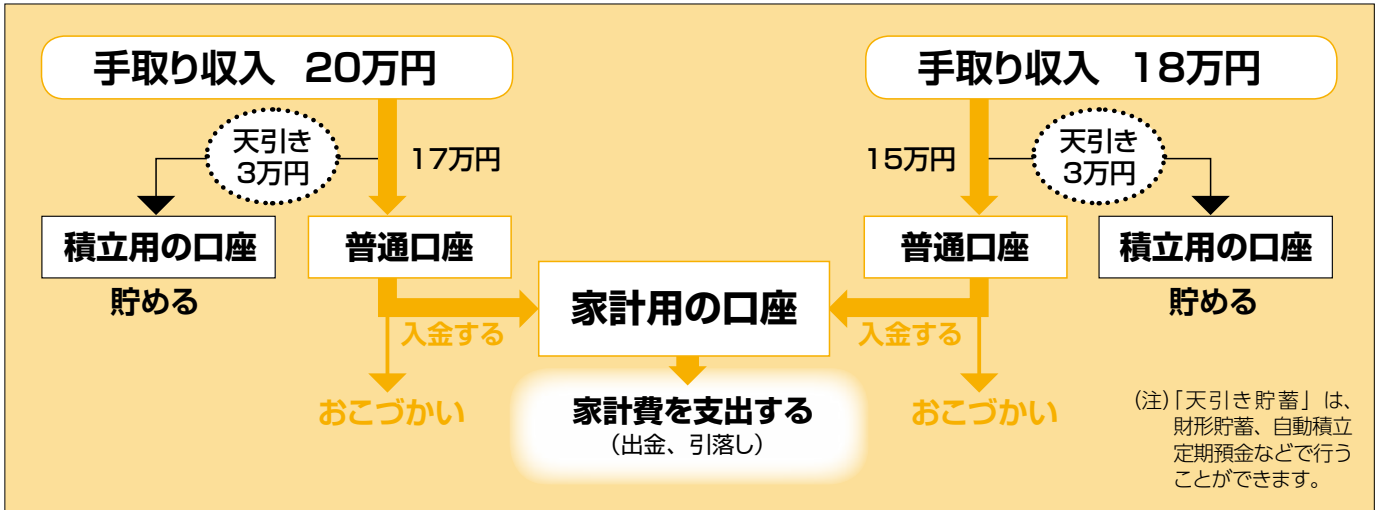 手取り収入 20万円
手取り収入 18万円
天引き
3万円
17万円
15万円
天引き
3万円
積立用の口座
普通口座
普通口座
積立用の口座
貯める
貯める
家計用の口座
入金する
入金する
おこづかい
おこづかい
家計費を支出する
(出金、引落し)
(注)「天引き貯蓄」は、
財形貯蓄、自動積立
定期預金などで行う
ことができます。